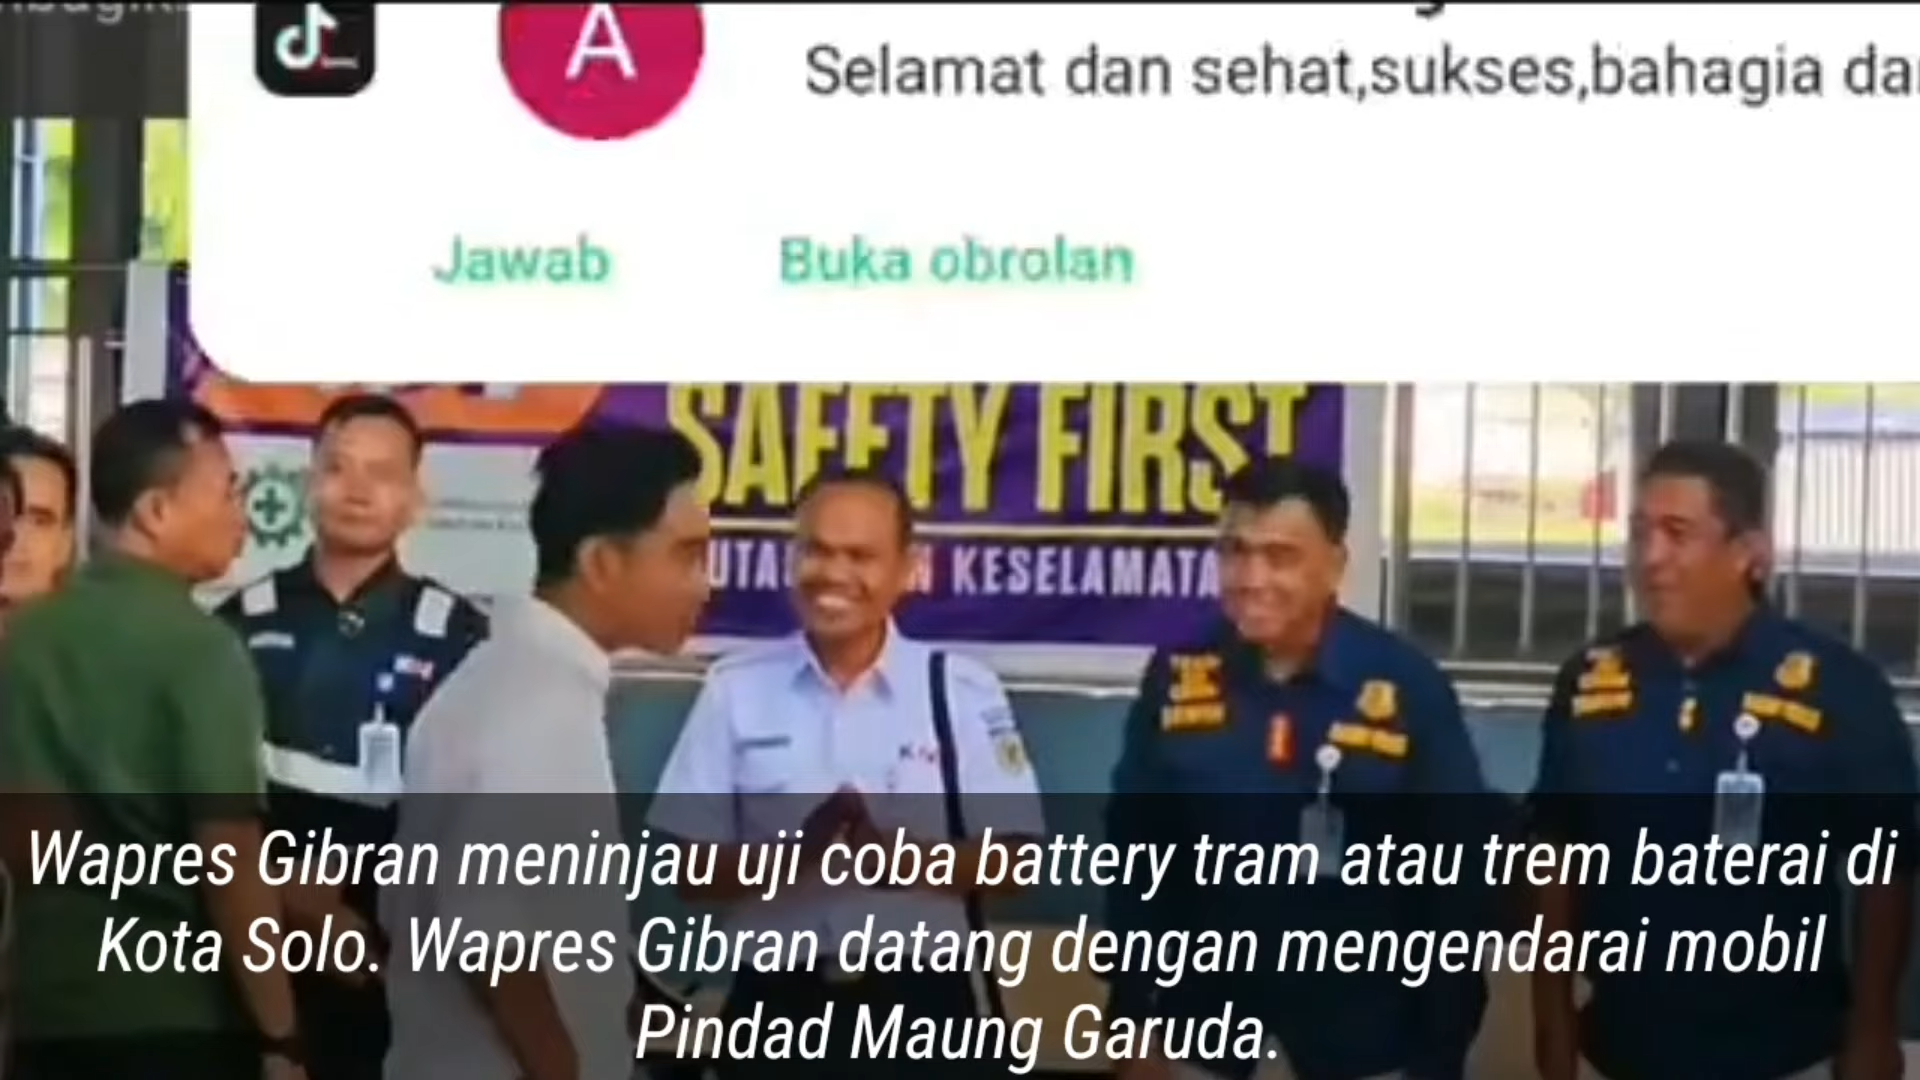 A
Selamat dan sehat,sukses,bahagia
Jawab
Buka obrolan
SAFETY FIRST
KESELAMATA
Wapres Gibran meninjau uji coba battery tram atau trem baterai di
Kota Solo. Wapres Gibran datang dengan mengendarai mobil
Pindad Maung Garuda.